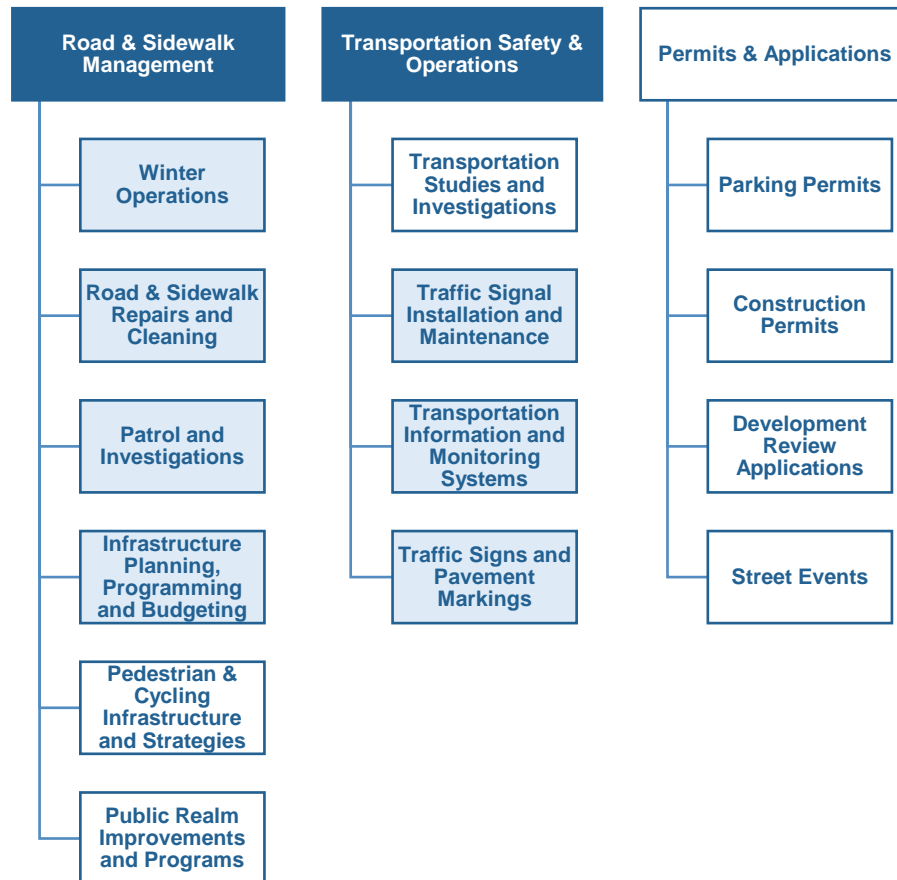 Road & Sidewalk
Management
Winter
Operations
Road & Sidewalk
Repairs and
Cleaning
Patrol and
Investigations
Infrastructure
Planning,
Programming
and Budgeting
Pedestrian &
Cycling
Infrastructure
and Strategies
Public Realm
Improvements
and Programs
Transportation Safety &
Operations
Transportation
Studies and
Investigations
Traffic Signal
Installation and
Maintenance
Transportation
Information and
Monitoring
Systems
Traffic Signs and
Pavement
Markings
Permits & Applications
Parking Permits
Construction
Permits
Development
Review
Applications
Street Events